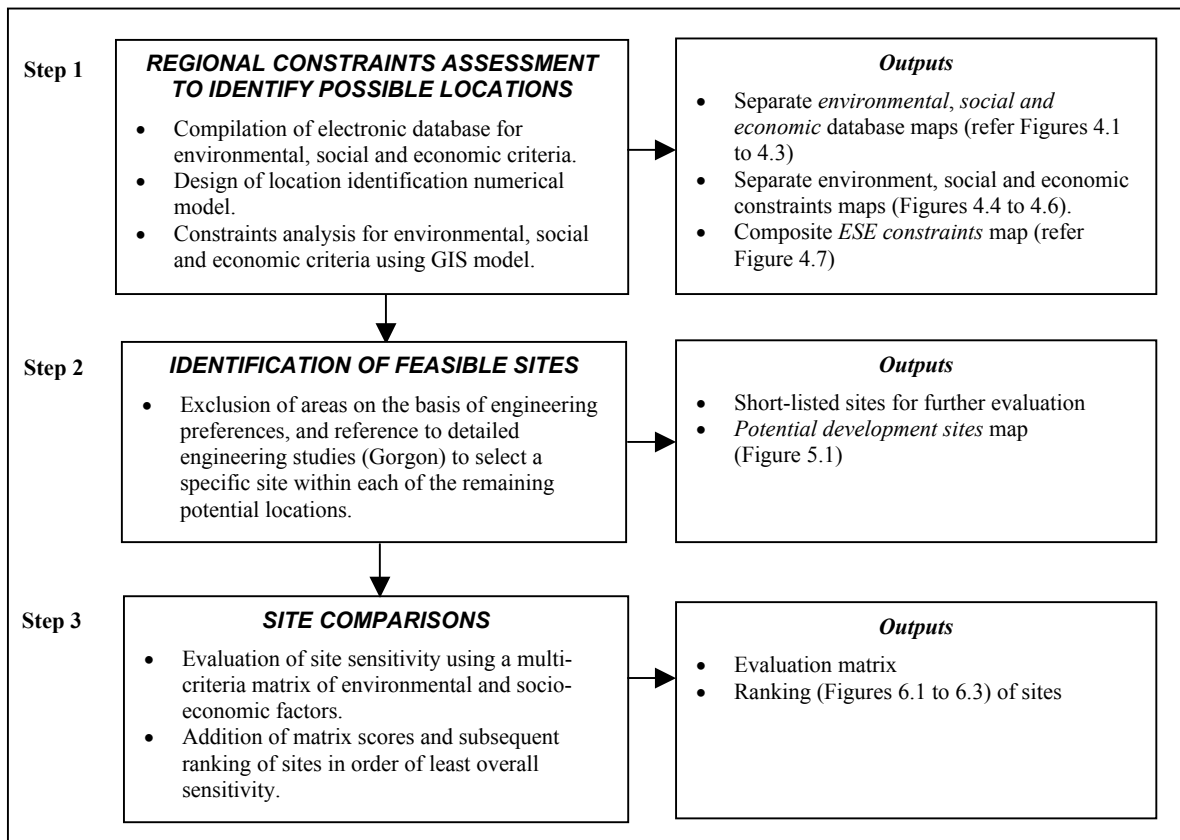 Step 1
REGIONAL CONSTRAINTS ASSESSMENT
TO IDENTIFY POSSIBLE LOCATIONS
• Compilation of electronic database for
environmental, social and economic criteria.
• Design of location identification numerical
model.
• Constraints analysis for environmental, social
and economic criteria using GIS model.
Outputs
• Separate environmental, social and
economic database maps (refer Figures 4.1
to 4.3)
• Separate environment, social and economic
constraints maps (Figures 4.4 to 4.6).
• Composite ESE constraints map (refer
Figure 4.7)
Step 2
IDENTIFICATION OF FEASIBLE SITES
• Exclusion of areas on the basis of engineering
preferences, and reference to detailed
engineering studies (Gorgon) to select a
specific site within each of the remaining
potential locations.
Outputs
• Short-listed sites for further evaluation
• Potential development sites map
(Figure 5.1)
Step 3
SITE COMPARISONS
• Evaluation of site sensitivity using a multi-
criteria matrix of environmental and socio-
economic factors.
• Addition of matrix scores and subsequent
ranking of sites in order of least overall
sensitivity.
Outputs
• Evaluation matrix
• Ranking (Figures 6.1 to 6.3) of sites